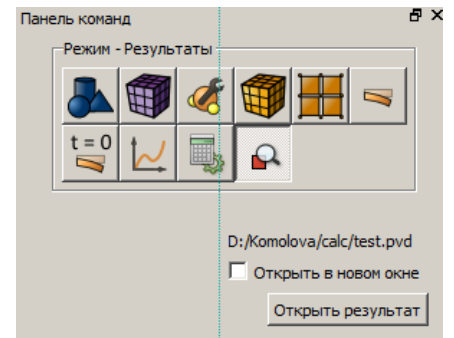 Панель команд
Режим - Результаты
t = 0
D:/Komolova/calc/test.pvd
Открыть в новом окне
Открыть результат